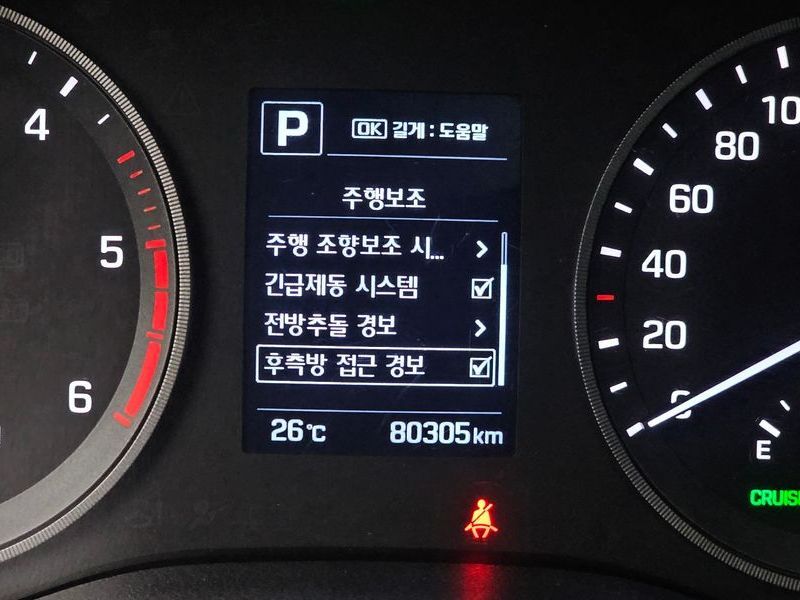 P
OK 길게 : 도움말
주행보조
주행 조향보조 시...
긴급제동 시스템
전방추돌 경보
후측방 접근 경보
26°C 80305km
4
5
6
100
80
60
40
20
0
E
CRUISE